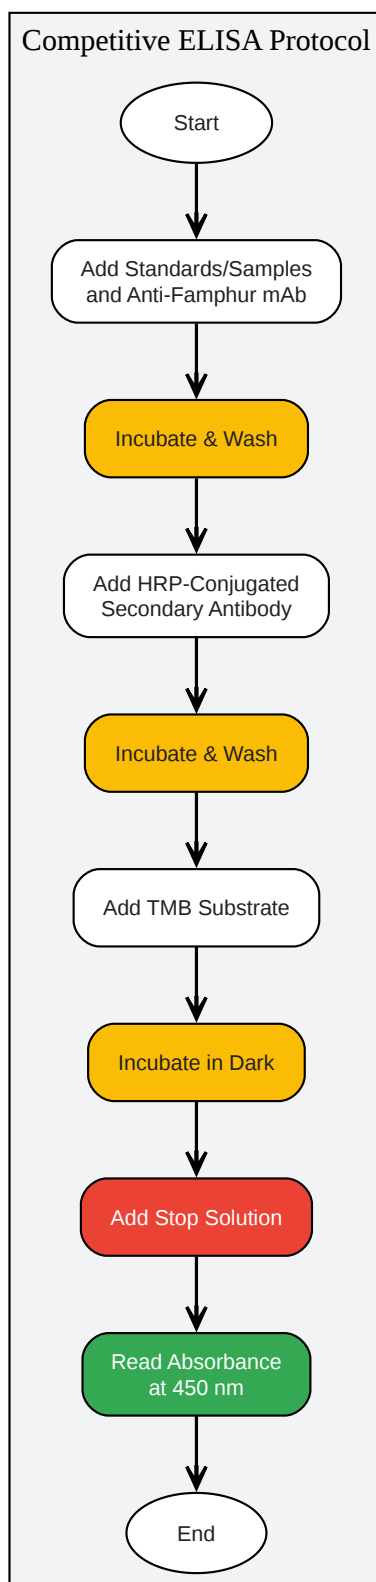 Competitive ELISA Protocol
Start
Add Standards/Samples
and Anti-Famphur mAb
Incubate & Wash
Add HRP-Conjugated
Secondary Antibody
Incubate & Wash
Add TMB Substrate
Incubate in Dark
Add Stop Solution
Read Absorbance
at 450 nm
End